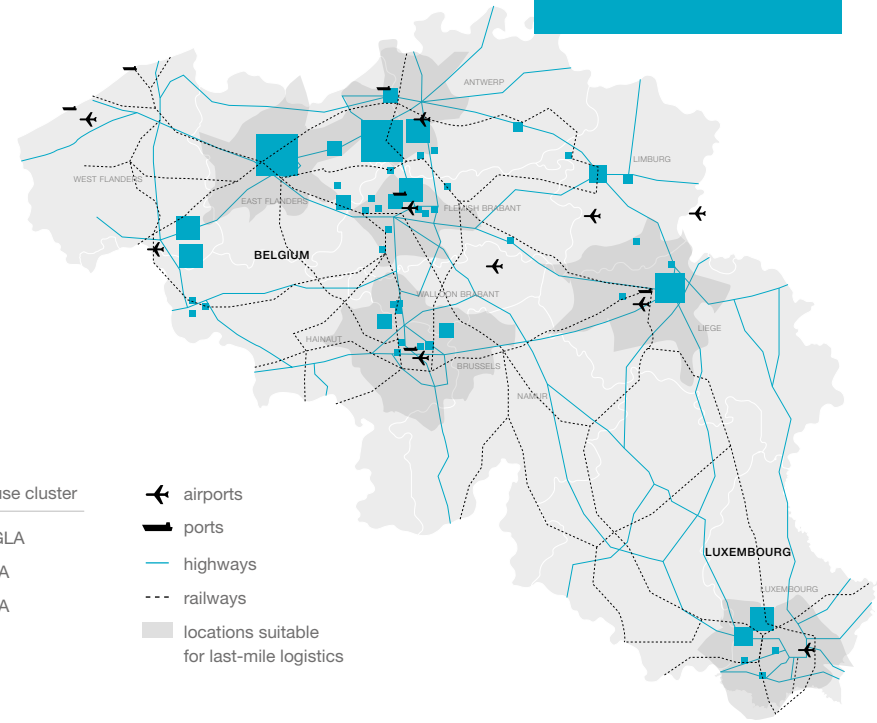 ANTWERP
LIMBURG
WEST FLANDERS
EAST FLANDERS
FLEMISH BRABANT
BELGIUM
WALLOON BRABANT
LIEGE
HAINAUT
BRUSSELS
NAMUR
use cluster
GLA
A
A
airports
ports
highways
railways
locations suitable
for last-mile logistics
LUXEMBOURG
LUXEMBOURG